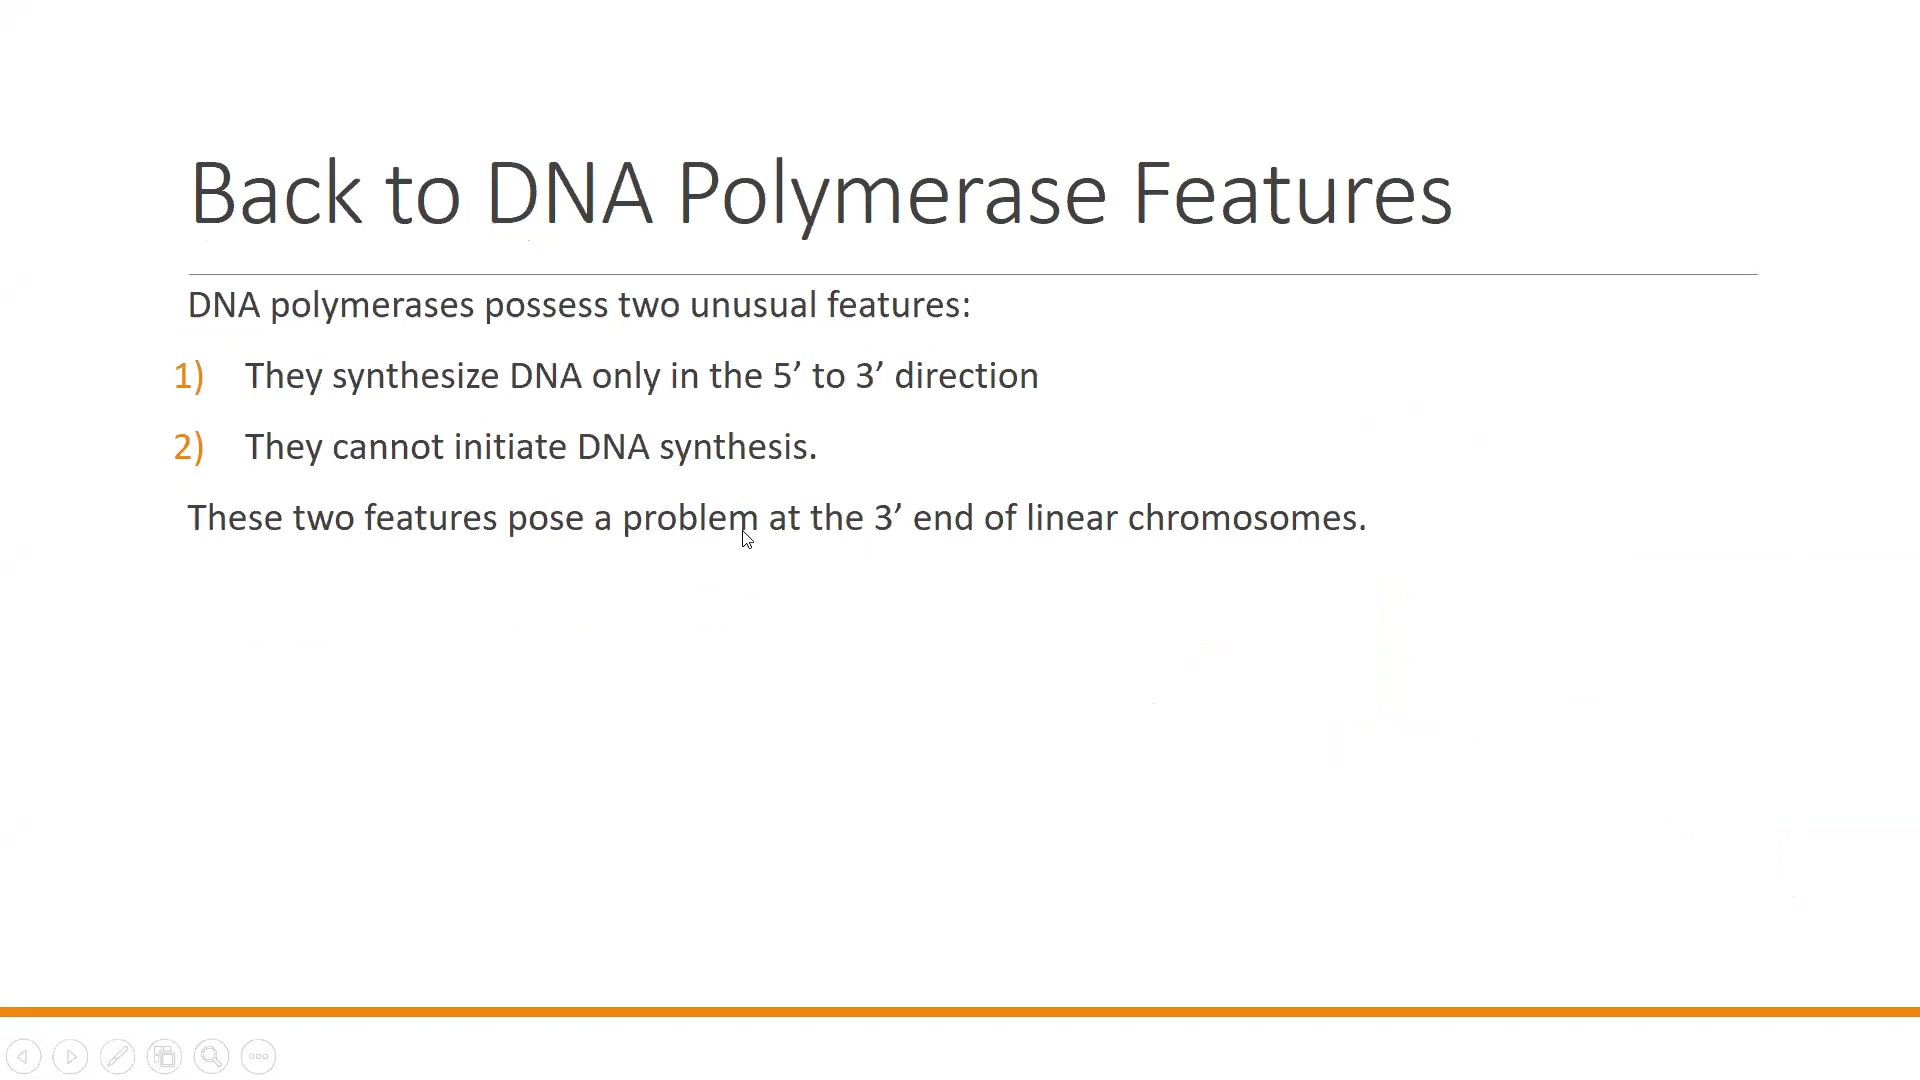 Back to DNA Polymerase Features
DNA polymerases possess two unusual features:
1) They synthesize DNA only in the 5’ to 3’ direction
2) They cannot initiate DNA synthesis.
These two features pose a problem at the 3’ end of linear chromosomes.